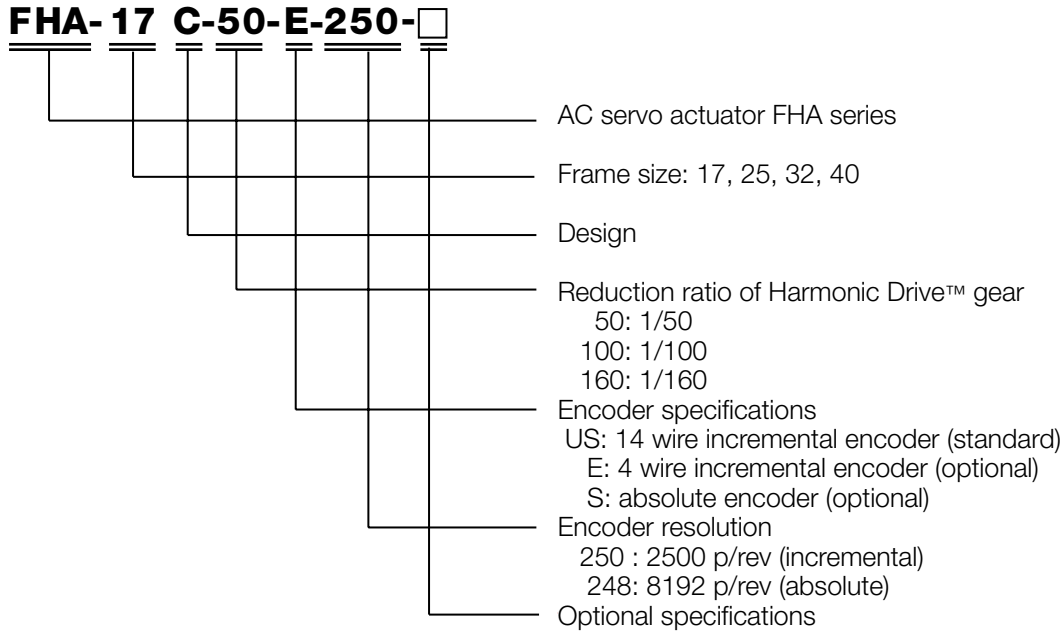 FHA-17 C-50-E-250-□
AC servo actuator FHA series
Frame size: 17, 25, 32, 40
Design
Reduction ratio of Harmonic Drive™ gear
50: 1/50
100: 1/100
160: 1/160
Encoder specifications
US: 14 wire incremental encoder (standard)
E: 4 wire incremental encoder (optional)
S: absolute encoder (optional)
Encoder resolution
250 : 2500 p/rev (incremental)
248: 8192 p/rev (absolute)
Optional specifications